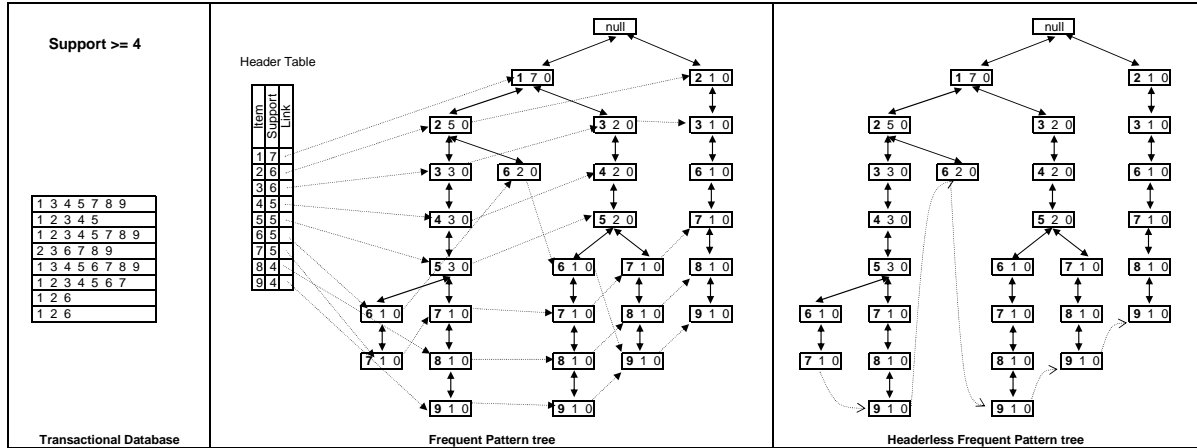 Support >= 4
1 3 4 5 7 8 9
1 2 3 4 5
1 2 3 4 5 7 8 9
2 3 6 7 8 9
1 3 4 5 6 7 8 9
1 2 3 4 5 6 7
1 2 6
1 2 6
Transactional Database
Header Table
Item Support Link
1 7
2 6
3 6
4 5
5 5
6 5
7 5
8 4
9 4
null
1 7 0 2 1 0
2 5 0 3 2 0 3 1 0
3 3 0 6 2 0 4 2 0 6 1 0
4 3 0 5 2 0 7 1 0
5 3 0 6 1 0 7 1 0 8 1 0
6 1 0 7 1 0 7 1 0 8 1 0 9 1 0
7 1 0 8 1 0 8 1 0 9 1 0
9 1 0 9 1 0
Frequent Pattern tree
null
1 7 0 2 1 0
2 5 0 3 2 0 3 1 0
3 3 0 6 2 0 4 2 0 6 1 0
4 3 0 5 2 0 7 1 0
5 3 0 6 1 0 7 1 0 8 1 0
6 1 0 7 1 0 7 1 0 8 1 0 9 1 0
7 1 0 8 1 0 8 1 0 9 1 0
9 1 0 9 1 0
Headerless Frequent Pattern tree